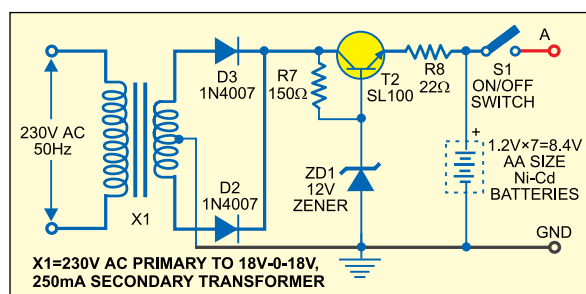 230V AC
50Hz
X1
D3
1N4007
D2
1N4007
R7
150Ω
T2
SL100
R8
22Ω
S1
ON/OFF
SWITCH
A
ZD1
12V
ZENER
+
1.2V×7=8.4V
AA SIZE
Ni-Cd
BATTERIES
GND
X1=230V AC PRIMARY TO 18V-0-18V,
250mA SECONDARY TRANSFORMER